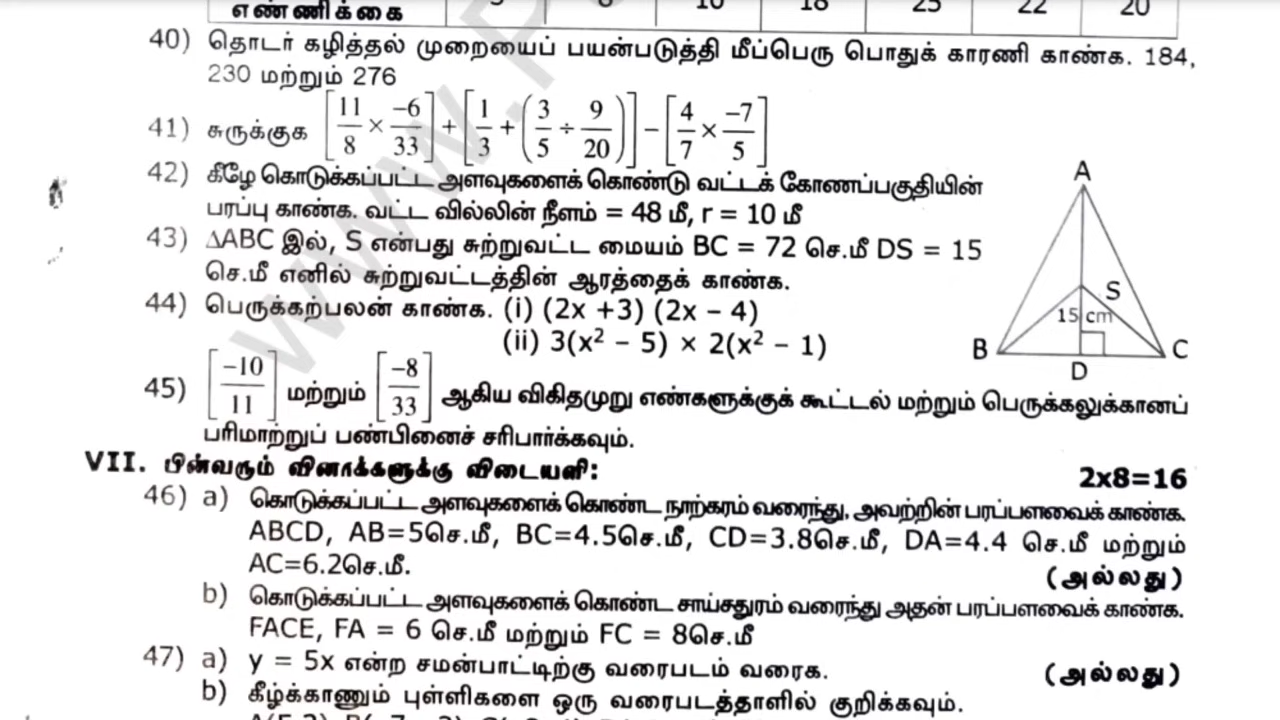 எண்ணிக்கை 10 18 25 22 20
40) தொடர் கழித்தல் முறையைப் பயன்படுத்தி மீப்பெரு பொதுக் காரணி காண்க. 184,
230 மற்றும் 276
41) சுருக்குக [11/8 × -6/33] + [1/3 + (3/5 ÷ 9/20)] − [4/7 × -7/5]
42) கீழே கொடுக்கப்பட்ட அளவுகளைக் கொண்டு வட்டக் கோணப்பகுதியின்
பரப்பு காண்க. வட்ட வில்லின் நீளம் = 48 மீ, r = 10 மீ
43) ΔABC இல், S என்பது சுற்றுவட்ட மையம் BC = 72 செ.மீ DS = 15
செ.மீ எனில் சுற்றுவட்டத்தின் ஆரத்தைக் காண்க.
A
S
15 cm
B
C
D
44) பெருக்கற்பலன் காண்க. (i) (2x +3) (2x – 4)
(ii) 3(x² – 5) × 2(x² – 1)
45) [-10/11] மற்றும் [-8/33] ஆகிய விகிதமுறு எண்களுக்குக் கூட்டல் மற்றும் பெருக்கலுக்கானப்
பரிமாற்றுப் பண்பினைச் சரிபார்க்கவும்.
VII. பின்வரும் வினாக்களுக்கு விடையளி: 2x8=16
46) a) கொடுக்கப்பட்ட அளவுகளைக் கொண்ட நாற்கரம் வரைந்து, அவற்றின் பரப்பளவைக் காண்க.
ABCD, AB=5செ.மீ, BC=4.5செ.மீ, CD=3.8செ.மீ, DA=4.4 செ.மீ மற்றும்
AC=6.2செ.மீ. (அல்லது)
b) கொடுக்கப்பட்ட அளவுகளைக் கொண்ட சாய்சதுரம் வரைந்து அதன் பரப்பளவைக் காண்க.
FACE, FA = 6 செ.மீ மற்றும் FC = 8செ.மீ
47) a) y = 5x என்ற சமன்பாட்டிற்கு வரைபடம் வரைக. (அல்லது)
b) கீழ்க்காணும் புள்ளிகளை ஒரு வரைபடத்தாளில் குறிக்கவும்.